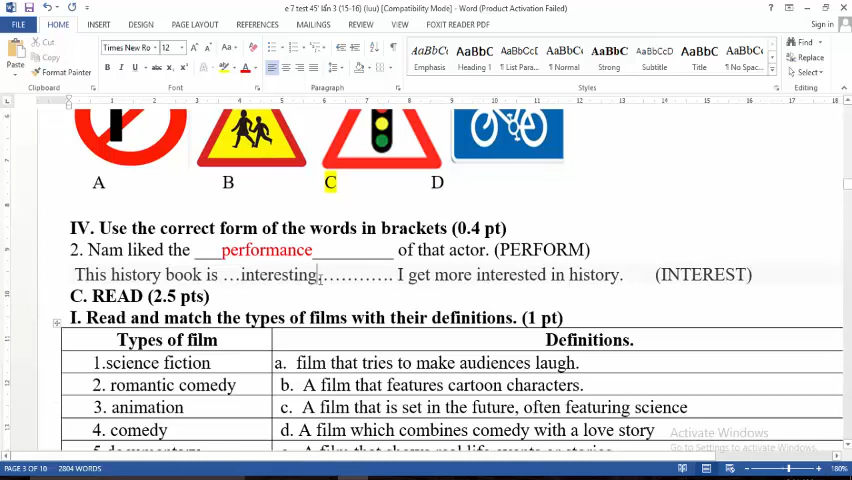 e 7 test 45' lần 3 (15-16) (luu) [Compatibility Mode] - Word (Product Activation Failed)
Sign in
FILE HOME INSERT DESIGN PAGE LAYOUT REFERENCES MAILINGS REVIEW VIEW FOXIT READER PDF
Cut
Copy
Format Painter
Paste
Times New Ro 12
AaBbCc AaBbC AaBbCc AaBbCc AaBbC AaBbCcD AaBbC AaBbCc
Emphasis Heading 1 ¶ List Para... ¶ Normal Strong Subtitle Title ¶ No Spac...
Find
Replace
Select
Clipboard Font Paragraph Styles Editing
A B C D
IV. Use the correct form of the words in brackets (0.4 pt)
2. Nam liked the ___performance_________ of that actor. (PERFORM)
This history book is …interesting…………. I get more interested in history. (INTEREST)
C. READ (2.5 pts)
I. Read and match the types of films with their definitions. (1 pt)
Types of film Definitions.
1.science fiction a. film that tries to make audiences laugh.
2. romantic comedy b. A film that features cartoon characters.
3. animation c. A film that is set in the future, often featuring science
4. comedy d. A film which combines comedy with a love story
Activate Windows
Go to Settings to activate Windows.
PAGE 3 OF 10 2804 WORDS
180%